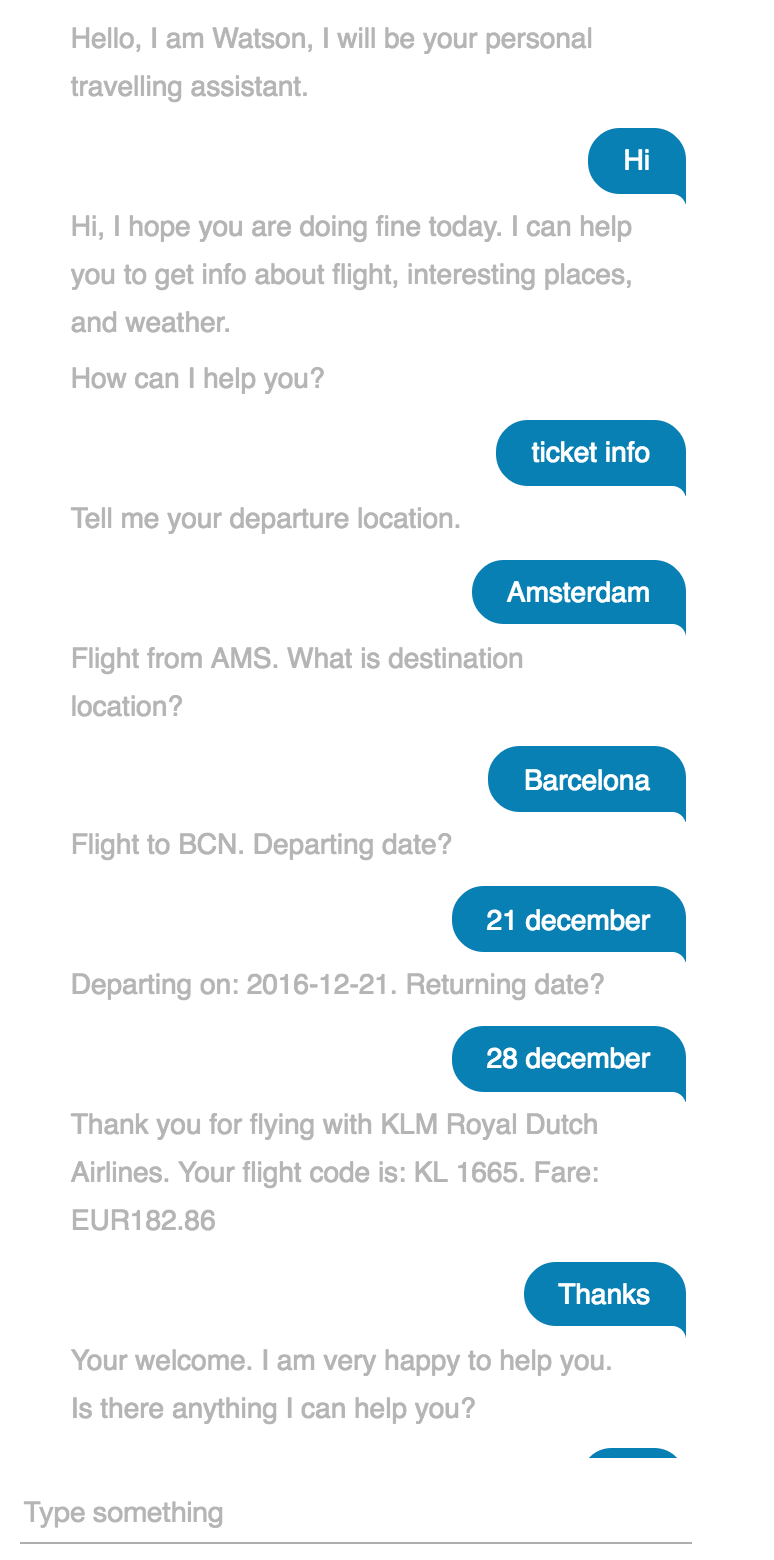 Hello, I am Watson, I will be your personal
travelling assistant.
Hi
Hi, I hope you are doing fine today. I can help
you to get info about flight, interesting places,
and weather.
How can I help you?
ticket info
Tell me your departure location.
Amsterdam
Flight from AMS. What is destination
location?
Barcelona
Flight to BCN. Departing date?
21 december
Departing on: 2016-12-21. Returning date?
28 december
Thank you for flying with KLM Royal Dutch
Airlines. Your flight code is: KL 1665. Fare:
EUR182.86
Thanks
Your welcome. I am very happy to help you.
Is there anything I can help you?
Type something